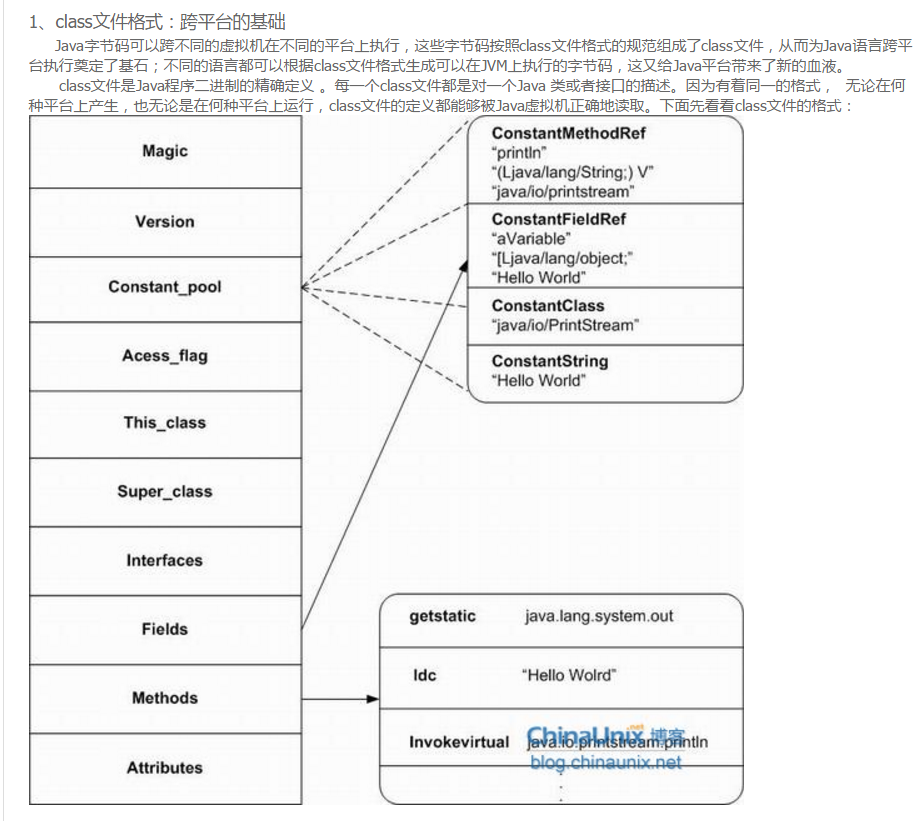 1、class文件格式：跨平台的基础
Java字节码可以跨不同的虚拟机在不同的平台上执行，这些字节码按照class文件格式的规范组成了class文件，从而为Java语言跨平
台执行奠定了基石；不同的语言都可以根据class文件格式生成可以在JVM上执行的字节码，这又给Java平台带来了新的血液。
class文件是Java程序二进制的精确定义 。每一个class文件都是对一个Java 类或者接口的描述。因为有着同一的格式， 无论在何
种平台上产生，也无论是在何种平台上运行，class文件的定义都能够被Java虚拟机正确地读取。下面先看看class文件的格式：
Magic
Version
Constant_pool
Acess_flag
This_class
Super_class
Interfaces
Fields
Methods
Attributes
ConstantMethodRef
“println”
“(Ljava/lang/String;) V”
“java/io/printstream”
ConstantFieldRef
“aVariable”
“[Ljava/lang/object;”
“Hello World”
ConstantClass
“java/io/PrintStream”
ConstantString
“Hello World”
getstatic java.lang.system.out
ldc “Hello Wolrd”
Invokevirtual java.io.printstream.println
ChinaUnix.net 博客
blog.chinaunix.net